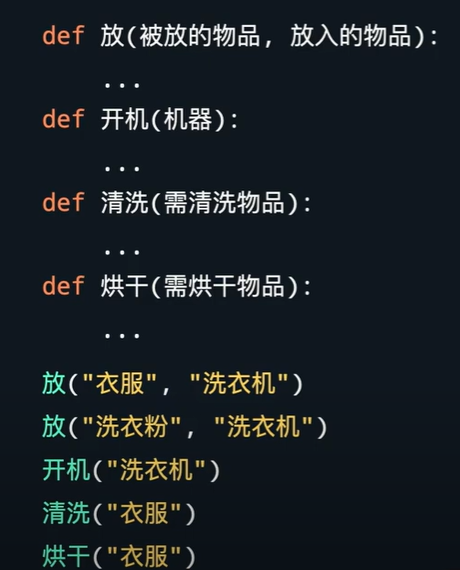 def 放(被放的物品, 放入的物品):
    ...
def 开机(机器):
    ...
def 清洗(需清洗物品):
    ...
def 烘干(需烘干物品):
    ...
放("衣服", "洗衣机")
放("洗衣粉", "洗衣机")
开机("洗衣机")
清洗("衣服")
烘干("衣服")